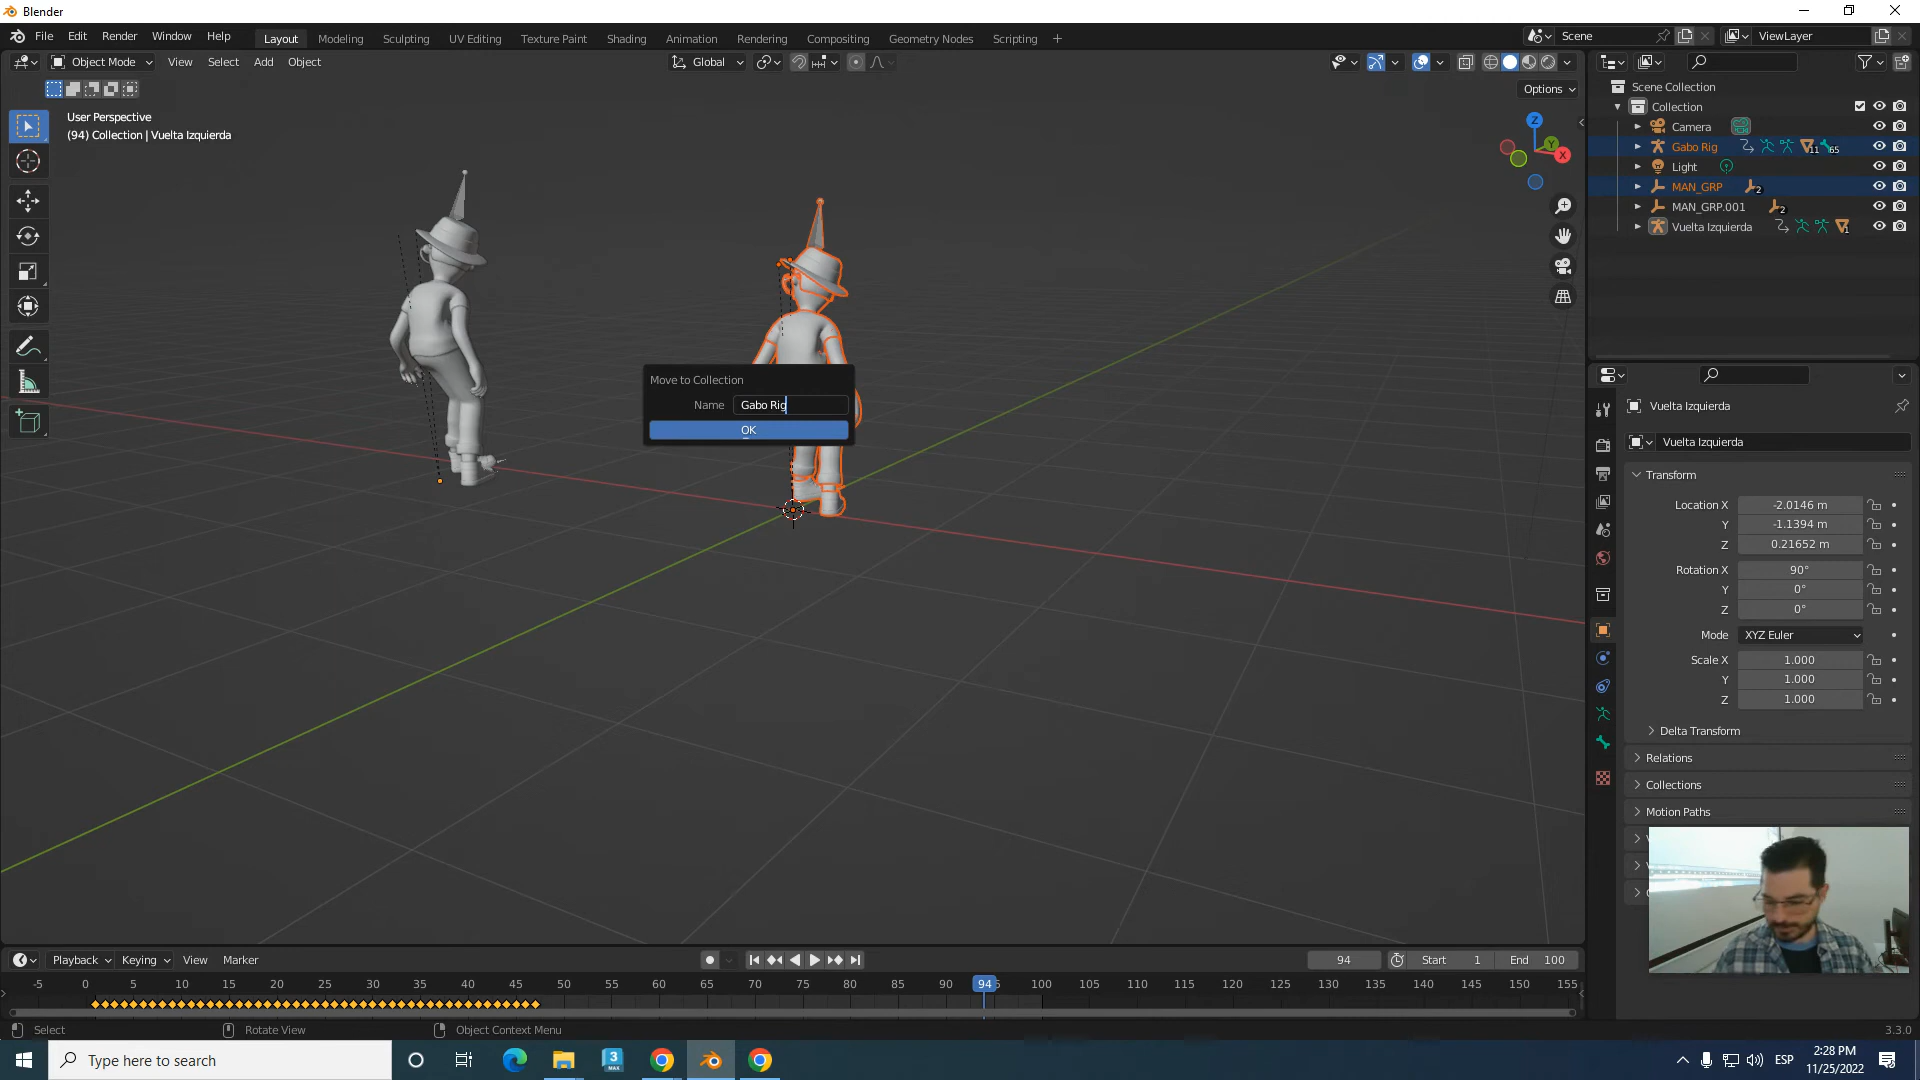 Blender
File Edit Render Window Help
Layout Modeling Sculpting UV Editing Texture Paint Shading Animation Rendering Compositing Geometry Nodes Scripting +
Scene
ViewLayer
Object Mode View Select Add Object
Global
Options
User Perspective
(94) Collection | Vuelta Izquierda
Z
Y
X
Scene Collection
Collection
Camera
Gabo Rig 11 65
Light
MAN_GRP 2
MAN_GRP.001 2
Vuelta Izquierda 1
Move to Collection
Name Gabo Rig
OK
Vuelta Izquierda
Vuelta Izquierda
Transform
Location X -2.0146 m
Y -1.1394 m
Z 0.21652 m
Rotation X 90°
Y 0°
Z 0°
Mode XYZ Euler
Scale X 1.000
Y 1.000
Z 1.000
Delta Transform
Relations
Collections
Motion Paths
Playback Keying View Marker
94 Start 1 End 100
-5 0 5 10 15 20 25 30 35 40 45 50 55 60 65 70 75 80 85 90 94 100 105 110 115 120 125 130 135 140 145 150 155
Select Rotate View Object Context Menu
3.3.0
Type here to search
3
MAX
ESP
2:28 PM
11/25/2022